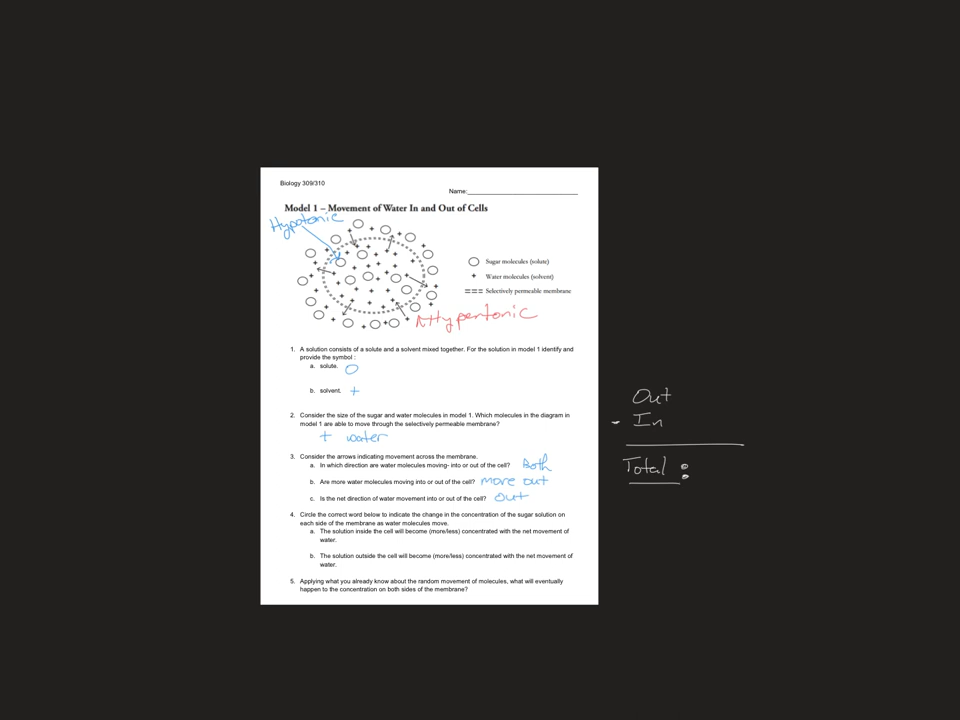 Biology 309/310
Name:
Model 1 – Movement of Water In and Out of Cells
Hypotonic
Sugar molecules (solute)
+ Water molecules (solvent)
=== Selectively permeable membrane
Hypertonic
1. A solution consists of a solute and a solvent mixed together. For the solution in model 1 identify and
provide the symbol :
a. solute. O
b. solvent. +
2. Consider the size of the sugar and water molecules in model 1. Which molecules in the diagram in
model 1 are able to move through the selectively permeable membrane?
+ water
3. Consider the arrows indicating movement across the membrane.
a. In which direction are water molecules moving- into or out of the cell? Both
b. Are more water molecules moving into or out of the cell? more out
c. Is the net direction of water movement into or out of the cell? out
4. Circle the correct word below to indicate the change in the concentration of the sugar solution on
each side of the membrane as water molecules move.
a. The solution inside the cell will become (more/less) concentrated with the net movement of
water.
b. The solution outside the cell will become (more/less) concentrated with the net movement of
water.
5. Applying what you already know about the random movement of molecules, what will eventually
happen to the concentration on both sides of the membrane?
Out
- In
Total :